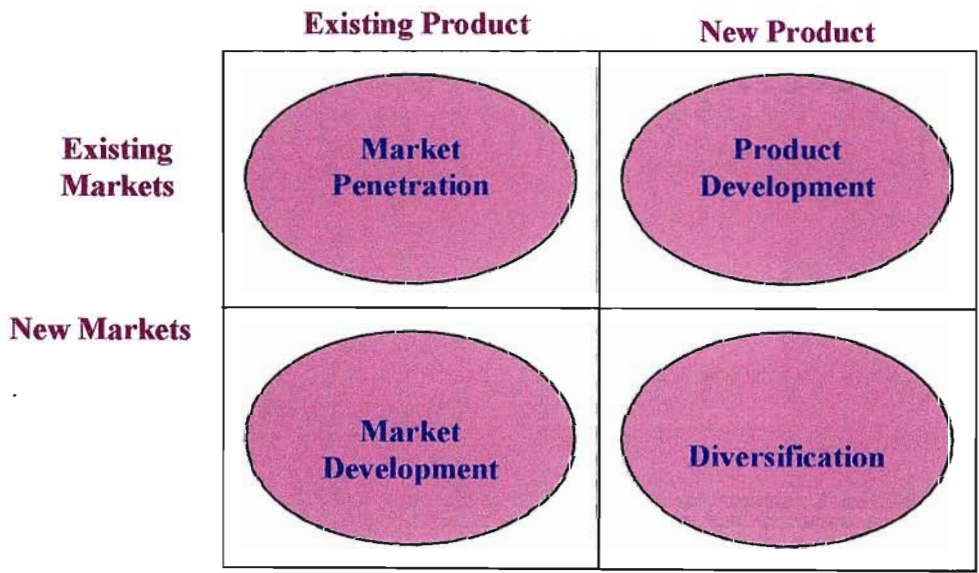 Existing Product
New Product
Existing
Markets
Market
Penetration
Product
Development
New Markets
Market
Development
Diversification